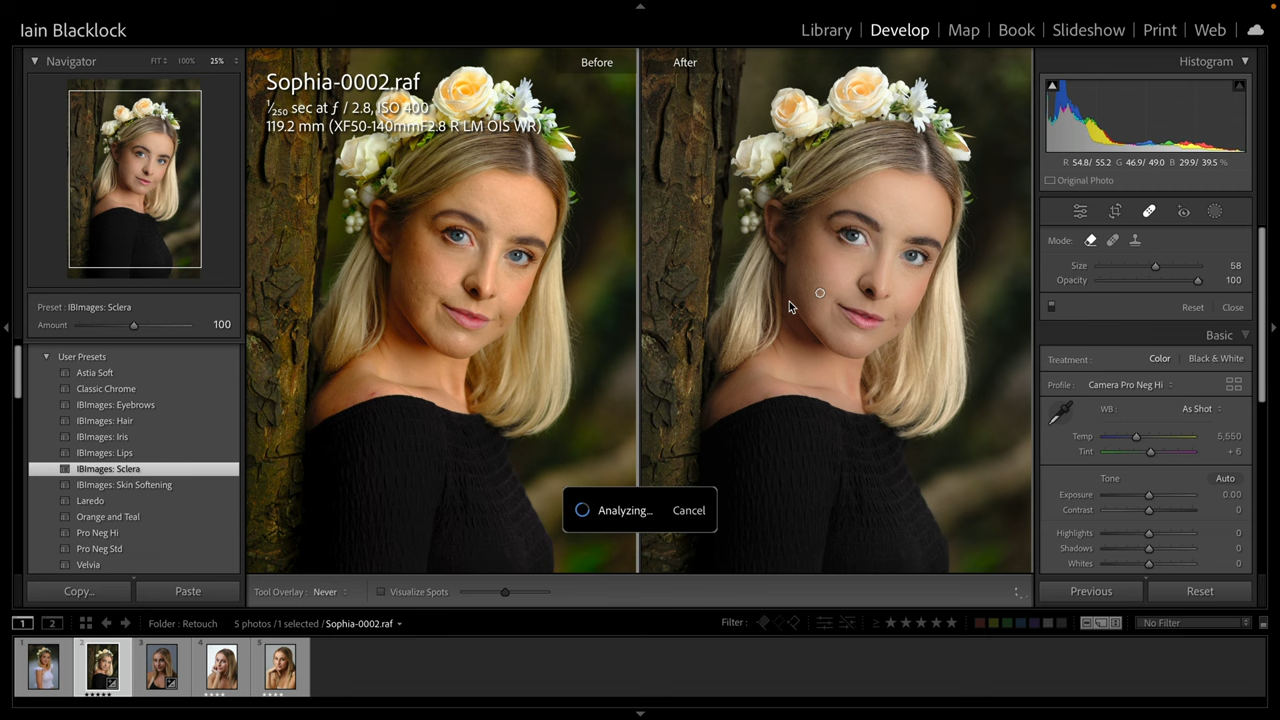 Iain Blacklock
Library | Develop | Map | Book | Slideshow | Print | Web
Navigator FIT 100% 25%
Preset : IBImages: Sclera
Amount 100
User Presets
Astia Soft
Classic Chrome
IBImages: Eyebrows
IBImages: Hair
IBImages: Iris
IBImages: Lips
IBImages: Sclera
IBImages: Skin Softening
Laredo
Orange and Teal
Pro Neg Hi
Pro Neg Std
Velvia
Copy... Paste
Before
Sophia-0002.raf
1/250 sec at ƒ / 2.8, ISO 400
119.2 mm (XF50-140mmF2.8 R LM OIS WR)
After
Analyzing... Cancel
Tool Overlay : Never Visualize Spots
Histogram
R 54.8/ 55.2 G 46.9/ 49.0 B 29.9/ 39.5 %
Original Photo
Mode:
Size 58
Opacity 100
Reset Close
Basic
Treatment : Color | Black & White
Profile : Camera Pro Neg Hi
WB : As Shot
Temp 5,550
Tint + 6
Tone Auto
Exposure 0.00
Contrast 0
Highlights 0
Shadows 0
Whites 0
Previous Reset
1 2 Folder : Retouch 5 photos /1 selected /Sophia-0002.raf Filter : ≥ ★★★★★ No Filter
1 2 3 4 5